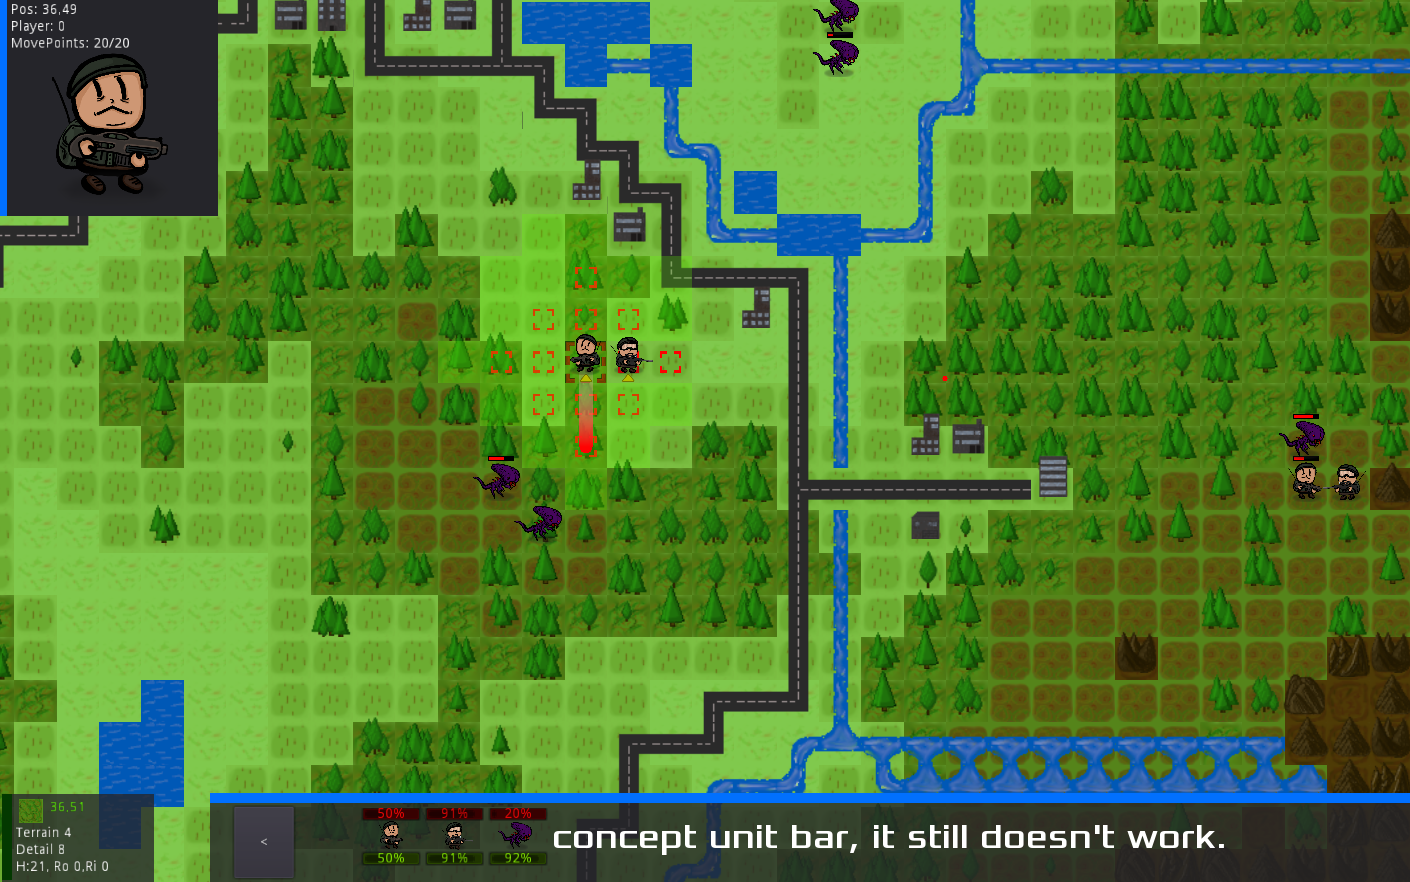 Pos: 36,49
Player: 0
MovePoints: 20/20
36,51
Terrain 4
Detail 8
H:21, Ro 0,Ri 0
<
50% 91% 20%
50% 91% 92%
concept unit bar, it still doesn't work.